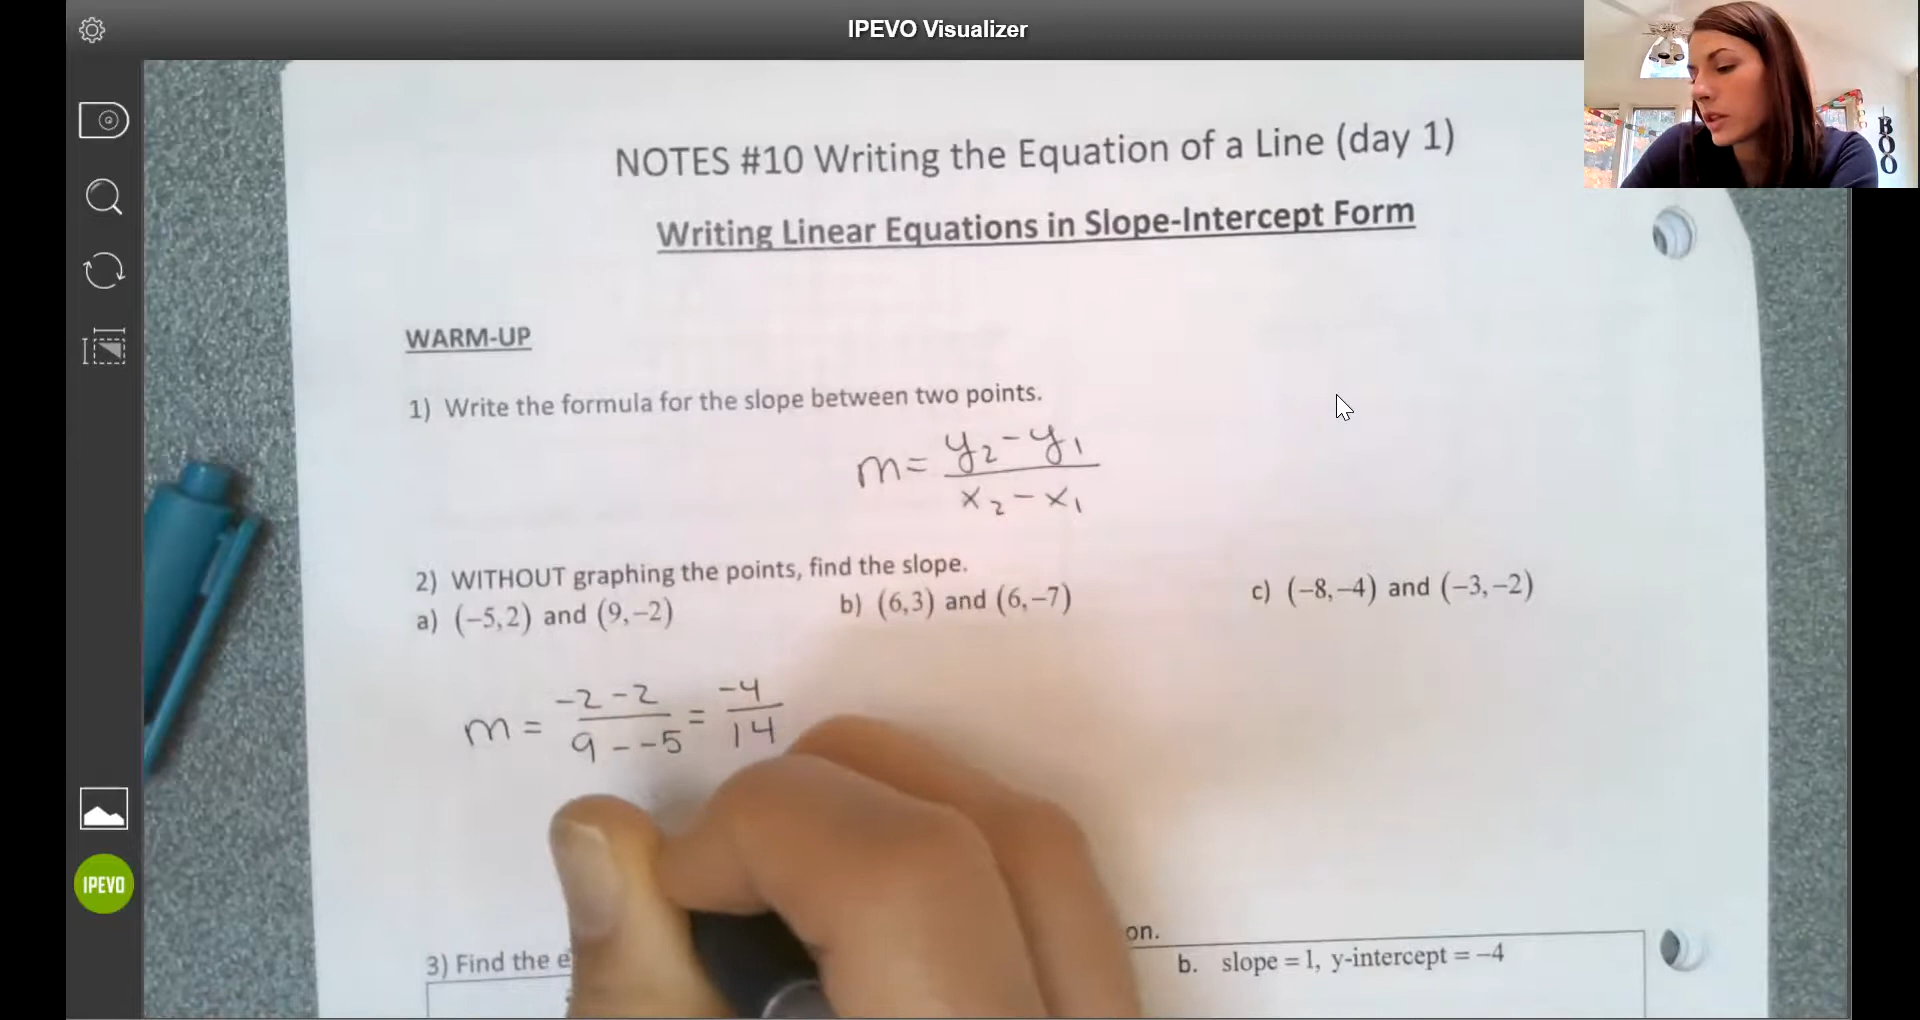 IPEVO Visualizer
BOO
NOTES #10 Writing the Equation of a Line (day 1)
Writing Linear Equations in Slope-Intercept Form
WARM-UP
1) Write the formula for the slope between two points.
m = y₂ - y₁ / x₂ - x₁
2) WITHOUT graphing the points, find the slope.
a) (−5,2) and (9,−2) b) (6,3) and (6,−7) c) (−8,−4) and (−3,−2)
m = -2 - 2 / 9 - -5 = -4 / 14
IPEVO
3) Find the e on.
b. slope = 1, y-intercept = −4